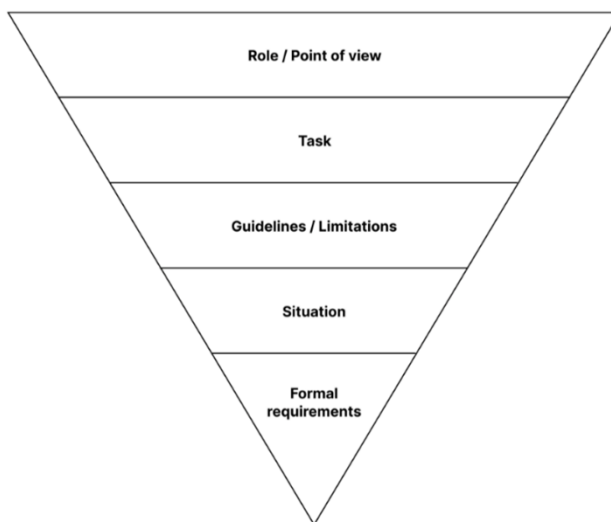 Role / Point of view
Task
Guidelines / Limitations
Situation
Formal
requirements